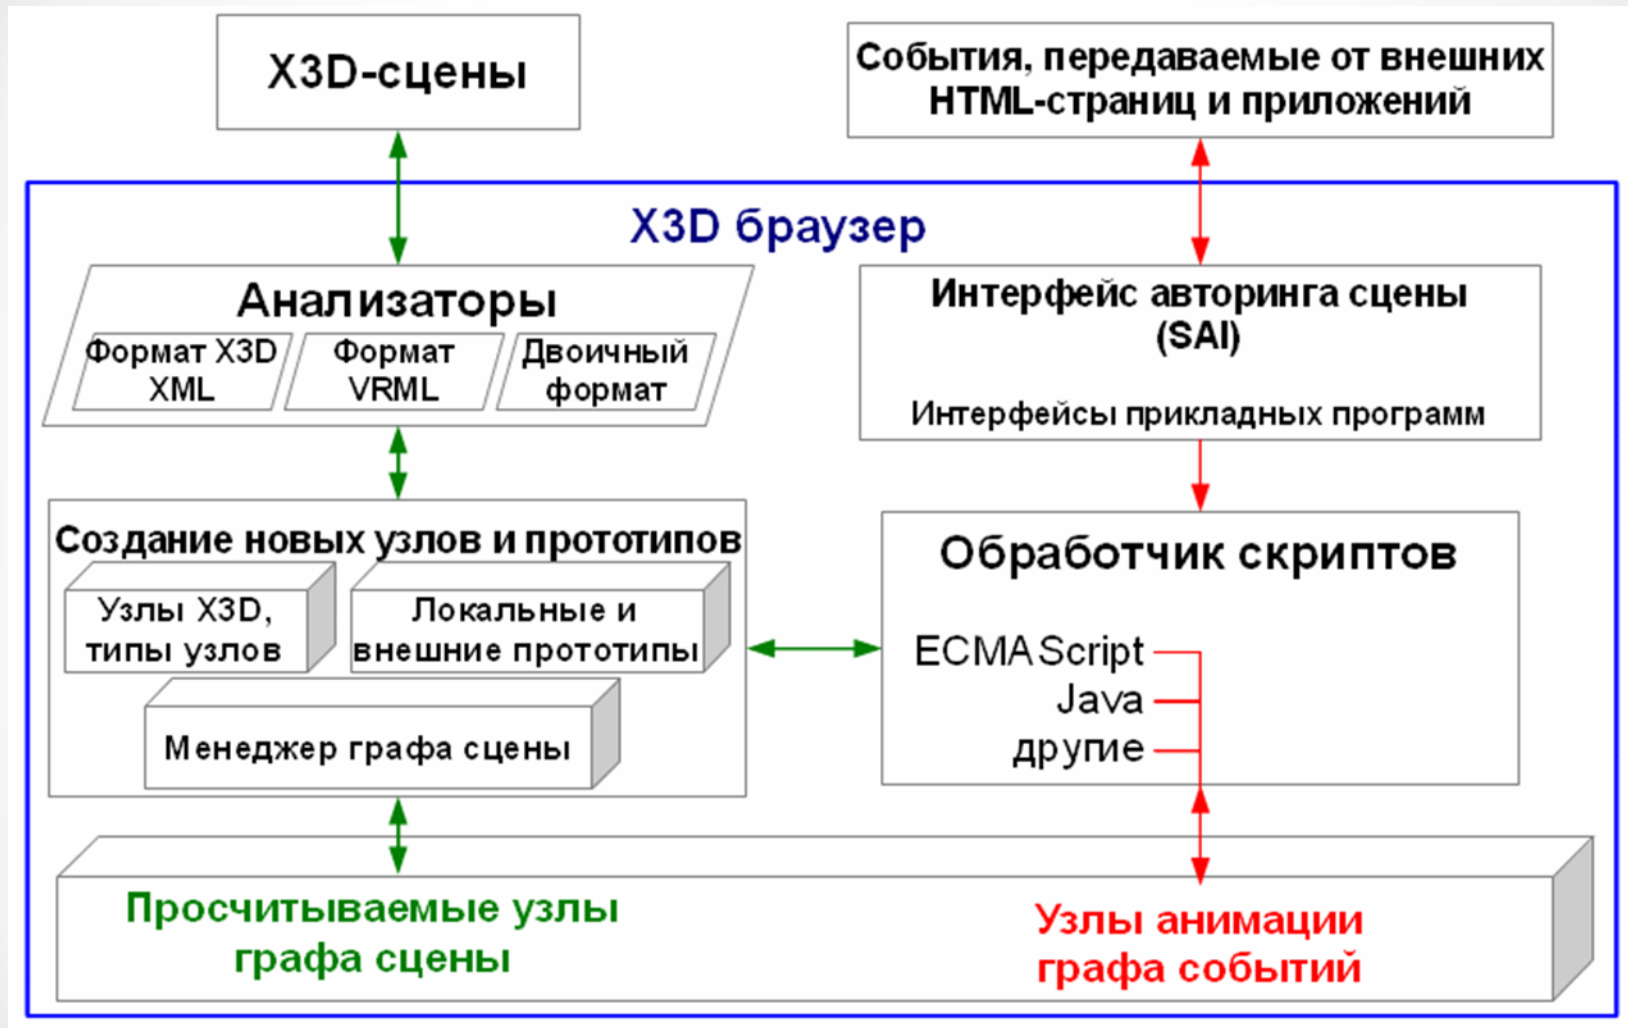 X3D-сцены
События, передаваемые от внешних
HTML-страниц и приложений
X3D браузер
Анализаторы
Формат X3D
XML
Формат
VRML
Двоичный
формат
Интерфейс авторинга сцены
(SAI)
Интерфейсы прикладных программ
Создание новых узлов и прототипов
Узлы X3D,
типы узлов
Локальные и
внешние прототипы
Менеджер графа сцены
Обработчик скриптов
ECMAScript
Java
другие
Просчитываемые узлы
графа сцены
Узлы анимации
графа событий